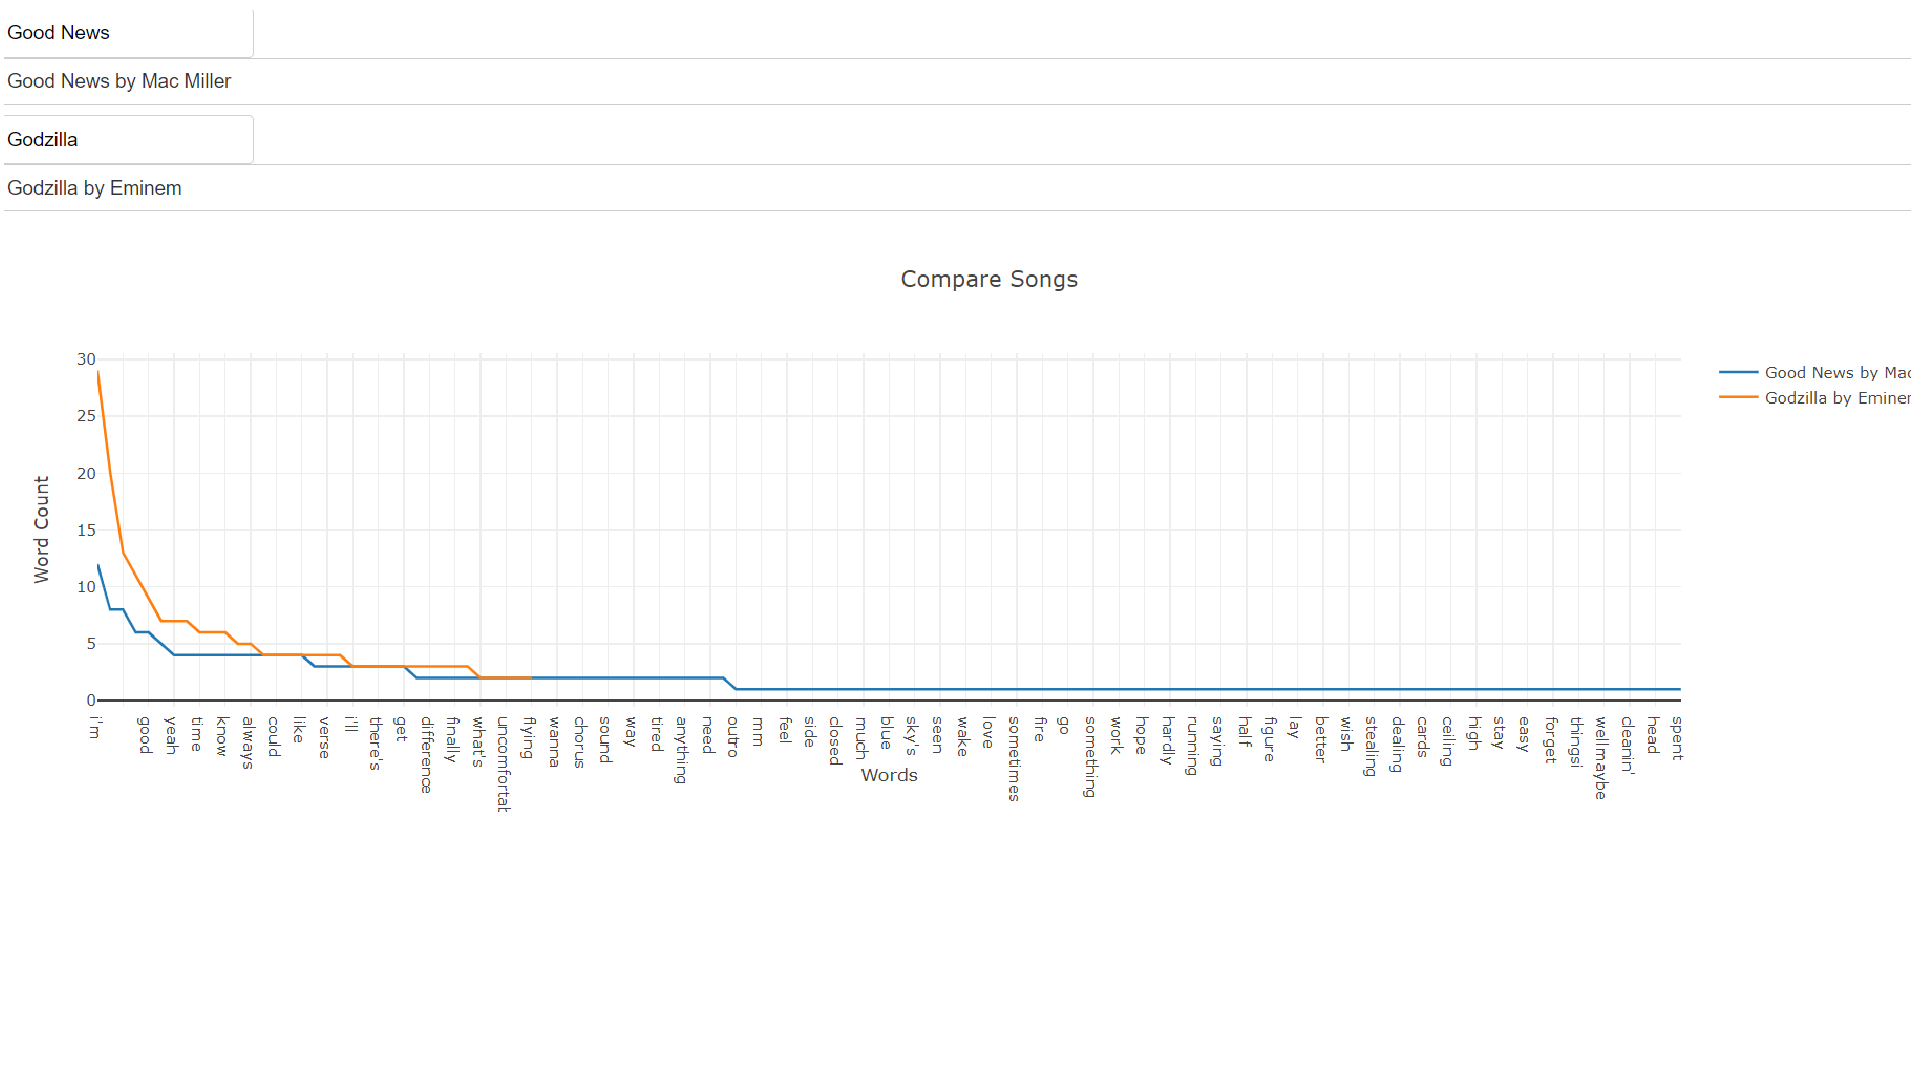 Good News
Good News by Mac Miller
Godzilla
Godzilla by Eminem
Compare Songs
30
25
20
15
10
5
0
Word Count
Good News by Mac
Godzilla by Eminem
i'm
good
yeah
time
know
always
could
like
verse
i'll
there's
get
difference
finally
what's
uncomfortab
flying
wanna
chorus
sound
way
tired
anything
need
outro
mm
feel
side
closed
much
blue
sky's
seen
wake
love
sometimes
fire
go
something
work
hope
hardly
running
saying
half
figure
lay
better
wish
stealing
dealing
cards
ceiling
high
stay
easy
forget
thingsi
wellmaybe
cleanin'
head
spent
Words